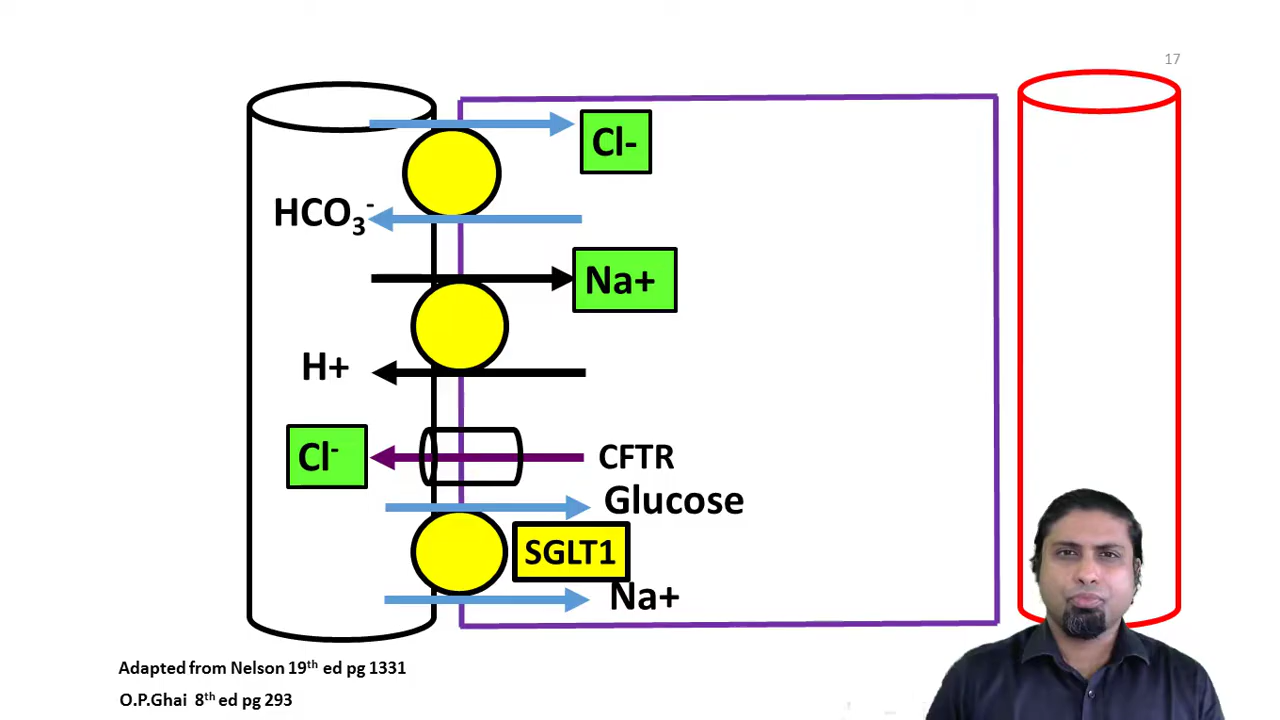 17
Cl-
HCO₃⁻
Na+
H+
Cl⁻
CFTR
Glucose
SGLT1
Na+
Adapted from Nelson 19ᵗʰ ed pg 1331
O.P.Ghai 8ᵗʰ ed pg 293